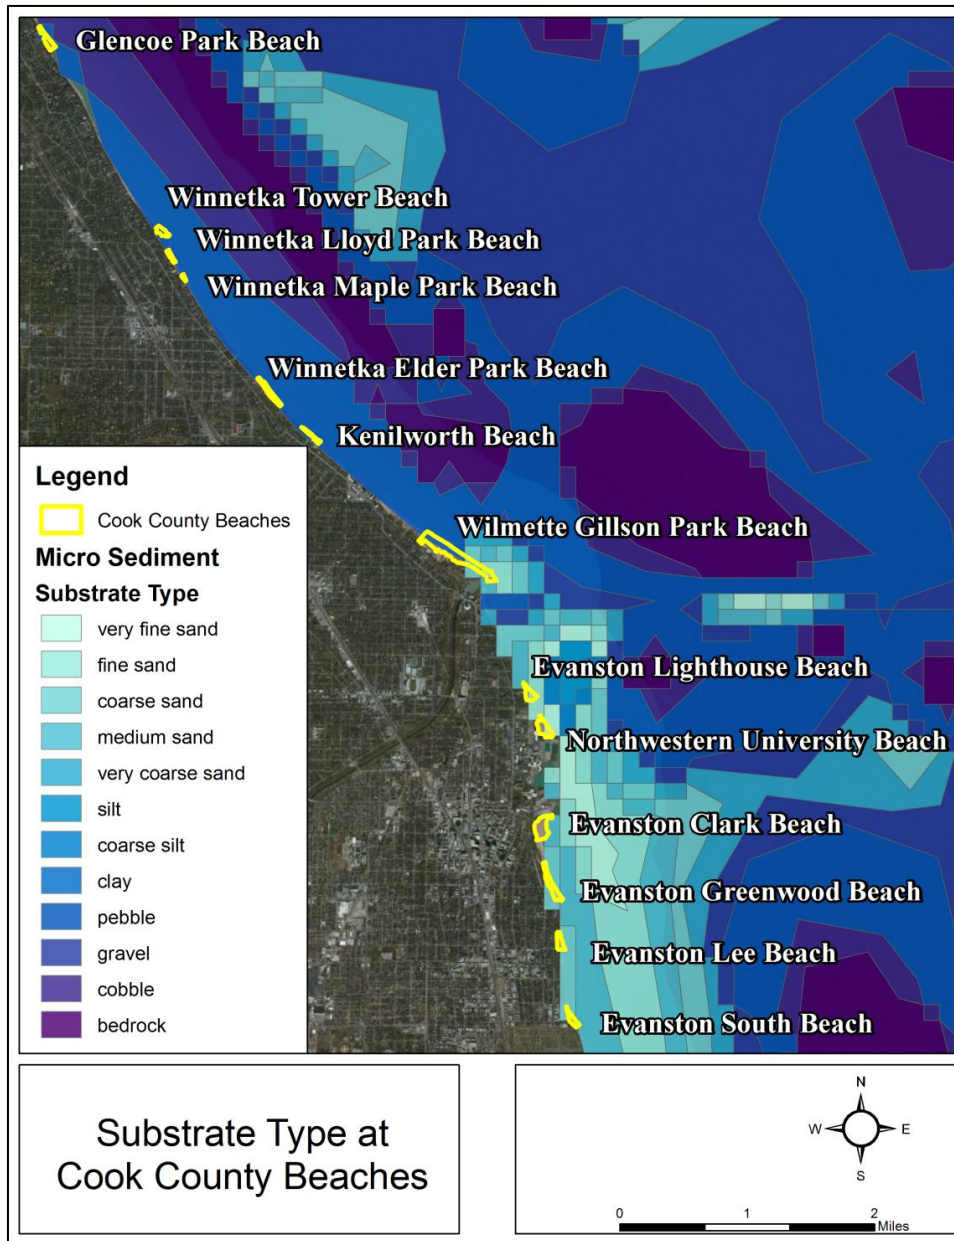 Glencoe Park Beach
Winnetka Tower Beach
Winnetka Lloyd Park Beach
Winnetka Maple Park Beach
Winnetka Elder Park Beach
Kenilworth Beach
Wilmette Gillson Park Beach
Evanston Lighthouse Beach
Northwestern University Beach
Evanston Clark Beach
Evanston Greenwood Beach
Evanston Lee Beach
Evanston South Beach
Legend
Cook County Beaches
Micro Sediment
Substrate Type
very fine sand
fine sand
coarse sand
medium sand
very coarse sand
silt
coarse silt
clay
pebble
gravel
cobble
bedrock
Substrate Type at
Cook County Beaches
N
W E
S
0 1 2
Miles